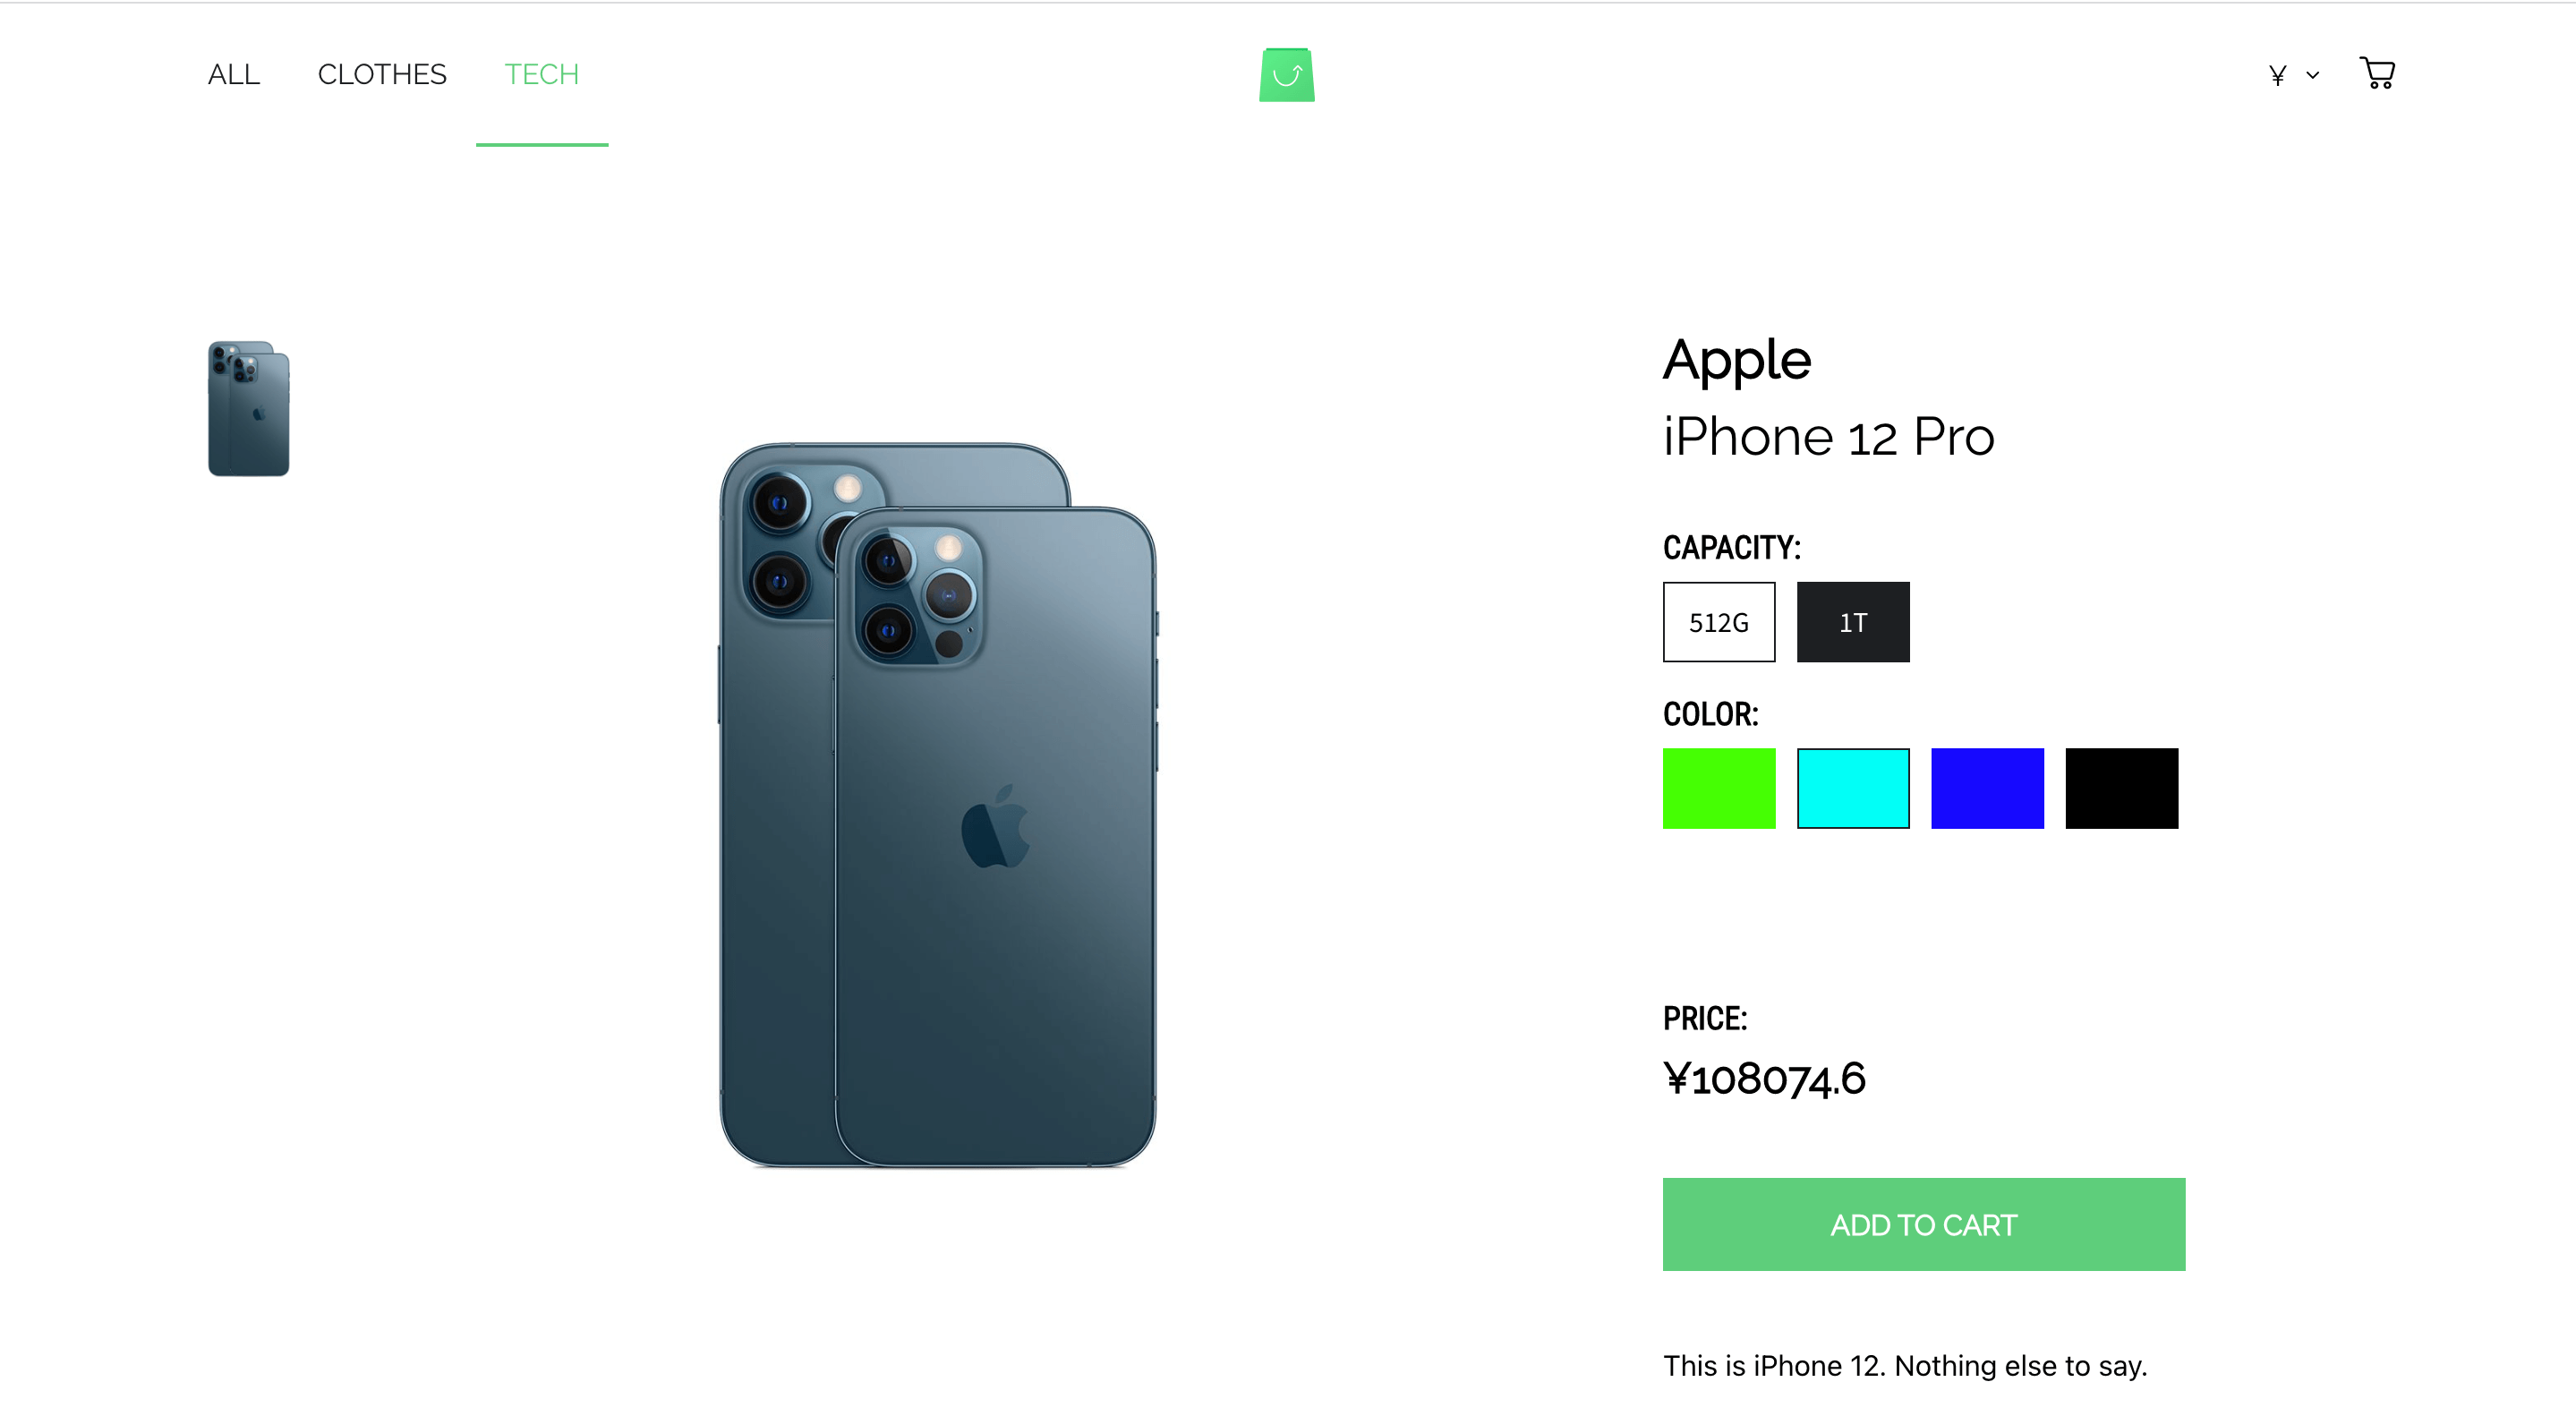 ALL CLOTHES TECH ¥
Apple
iPhone 12 Pro
CAPACITY:
512G 1T
COLOR:
PRICE:
¥108074.6
ADD TO CART
This is iPhone 12. Nothing else to say.